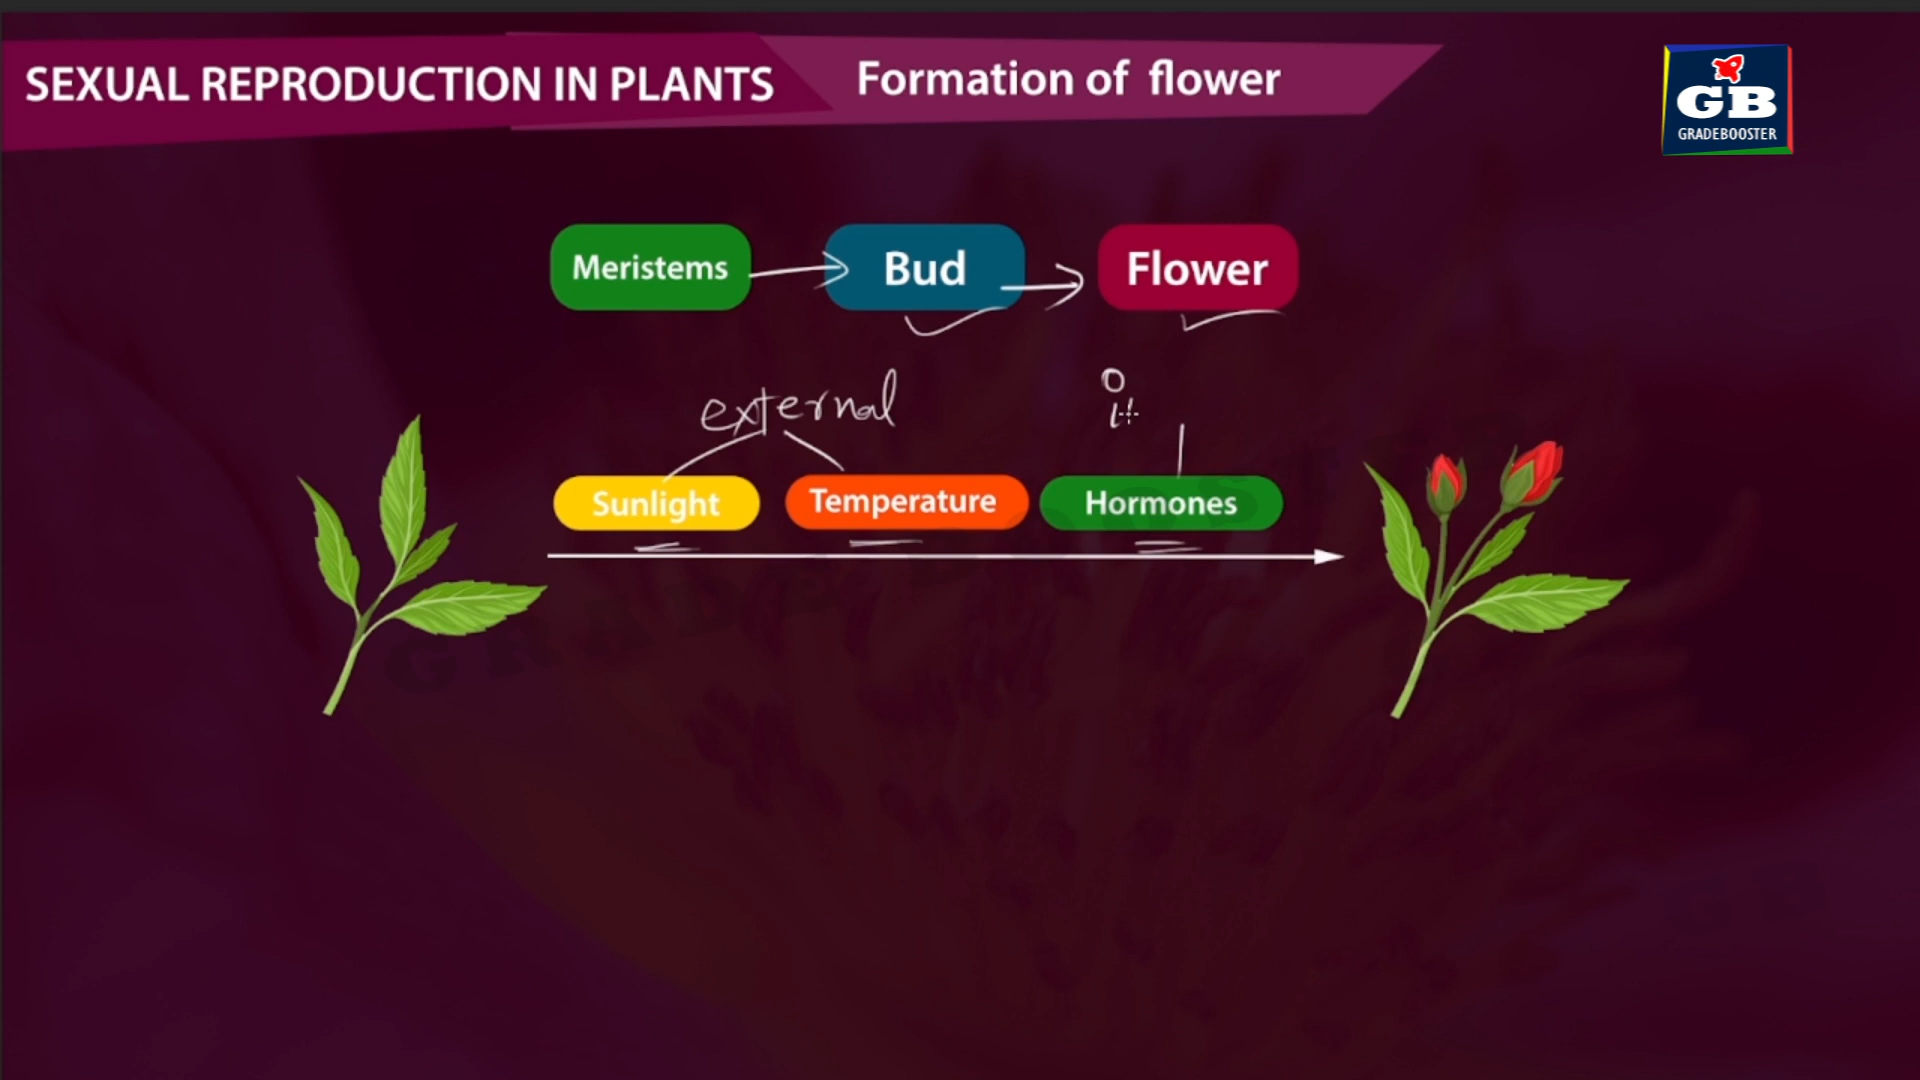 SEXUAL REPRODUCTION IN PLANTS
Formation of flower
GB
GRADEBOOSTER
Meristems
Bud
Flower
external
Sunlight
Temperature
Hormones